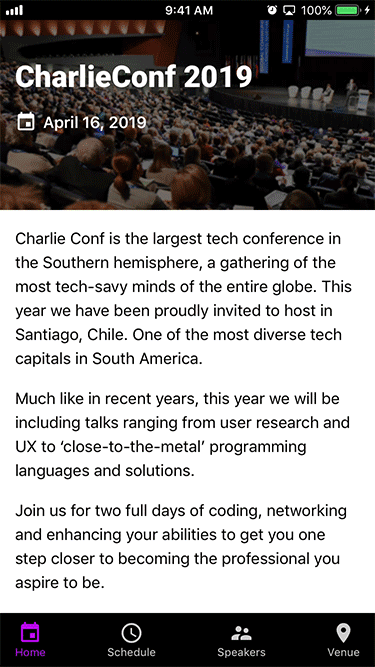 9:41 AM
100%
CharlieConf 2019
April 16, 2019
Charlie Conf is the largest tech conference in
the Southern hemisphere, a gathering of the
most tech-savy minds of the entire globe. This
year we have been proudly invited to host in
Santiago, Chile. One of the most diverse tech
capitals in South America.
Much like in recent years, this year we will be
including talks ranging from user research and
UX to ‘close-to-the-metal’ programming
languages and solutions.
Join us for two full days of coding, networking
and enhancing your abilities to get you one
step closer to becoming the professional you
aspire to be.
Home Schedule Speakers Venue